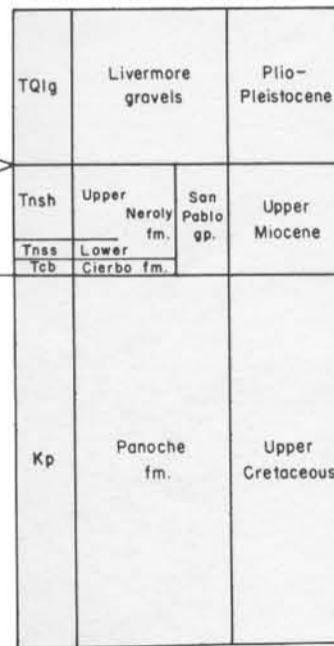 TQlg
Livermore
gravels
Plio-
Pleistocene
Tnsh
Upper
Neroly
fm.
San
Pablo
gp.
Upper
Miocene
Tnss
Lower
Tcb
Cierbo fm.
Kp
Panoche
fm.
Upper
Cretaceous